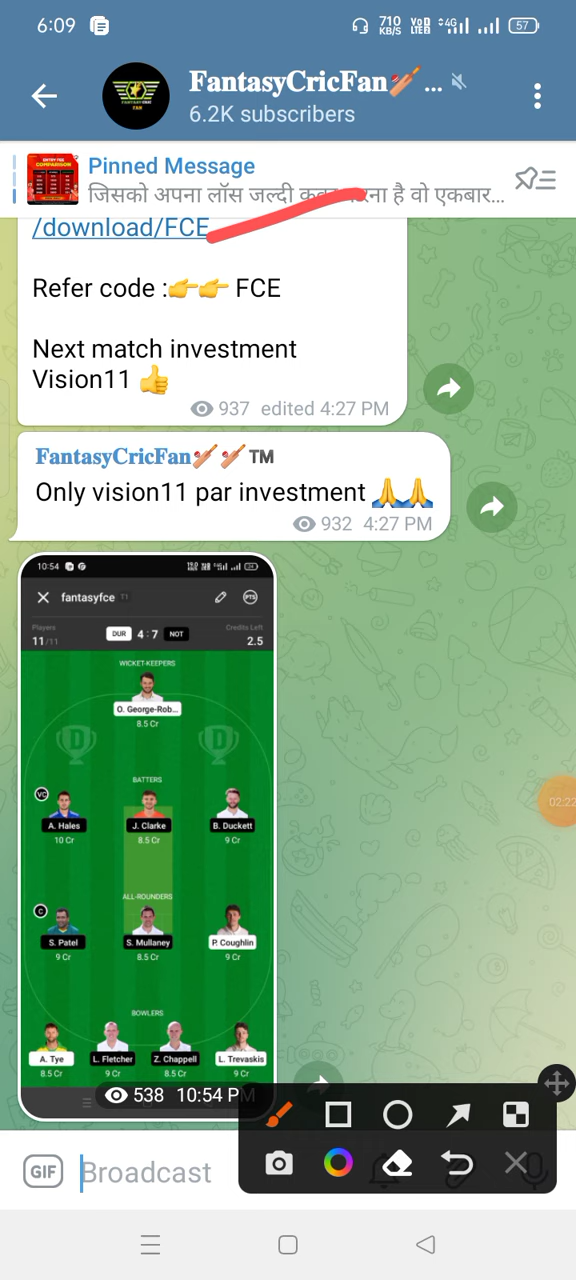 6:09
710 KB/S
VoD LTE2
4G
57
FantasyCricFan🏏...
6.2K subscribers
Pinned Message
जिसको अपना लॉस जल्दी है वो एकबार...
/download/FCE
Refer code :👉👉 FCE
Next match investment
Vision11 👍
937 edited 4:27 PM
FantasyCricFan🏏🏏™️
Only vision11 par investment 🙏🙏
932 4:27 PM
10:54
fantasyfce T1
PTS
Players
Credits Left
11/11
DUR 4 : 7 NOT
2.5
WICKET-KEEPERS
O. George-Rob...
8.5 Cr
BATTERS
VC
A. Hales
J. Clarke
B. Duckett
10 Cr
8.5 Cr
9 Cr
ALL-ROUNDERS
C
S. Patel
S. Mullaney
P. Coughlin
9 Cr
8.5 Cr
9 Cr
BOWLERS
A. Tye
L. Fletcher
Z. Chappell
L. Trevaskis
8.5 Cr
9 Cr
8.5 Cr
9 Cr
538 10:54 PM
02:22
GIF
Broadcast